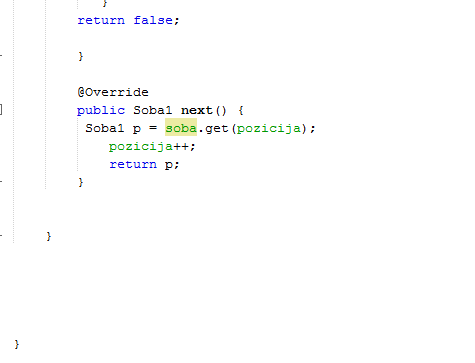 }
return false;
}
@Override
public Soba1 next() {
Soba1 p = soba.get(pozicija);
pozicija++;
return p;
}
}
}